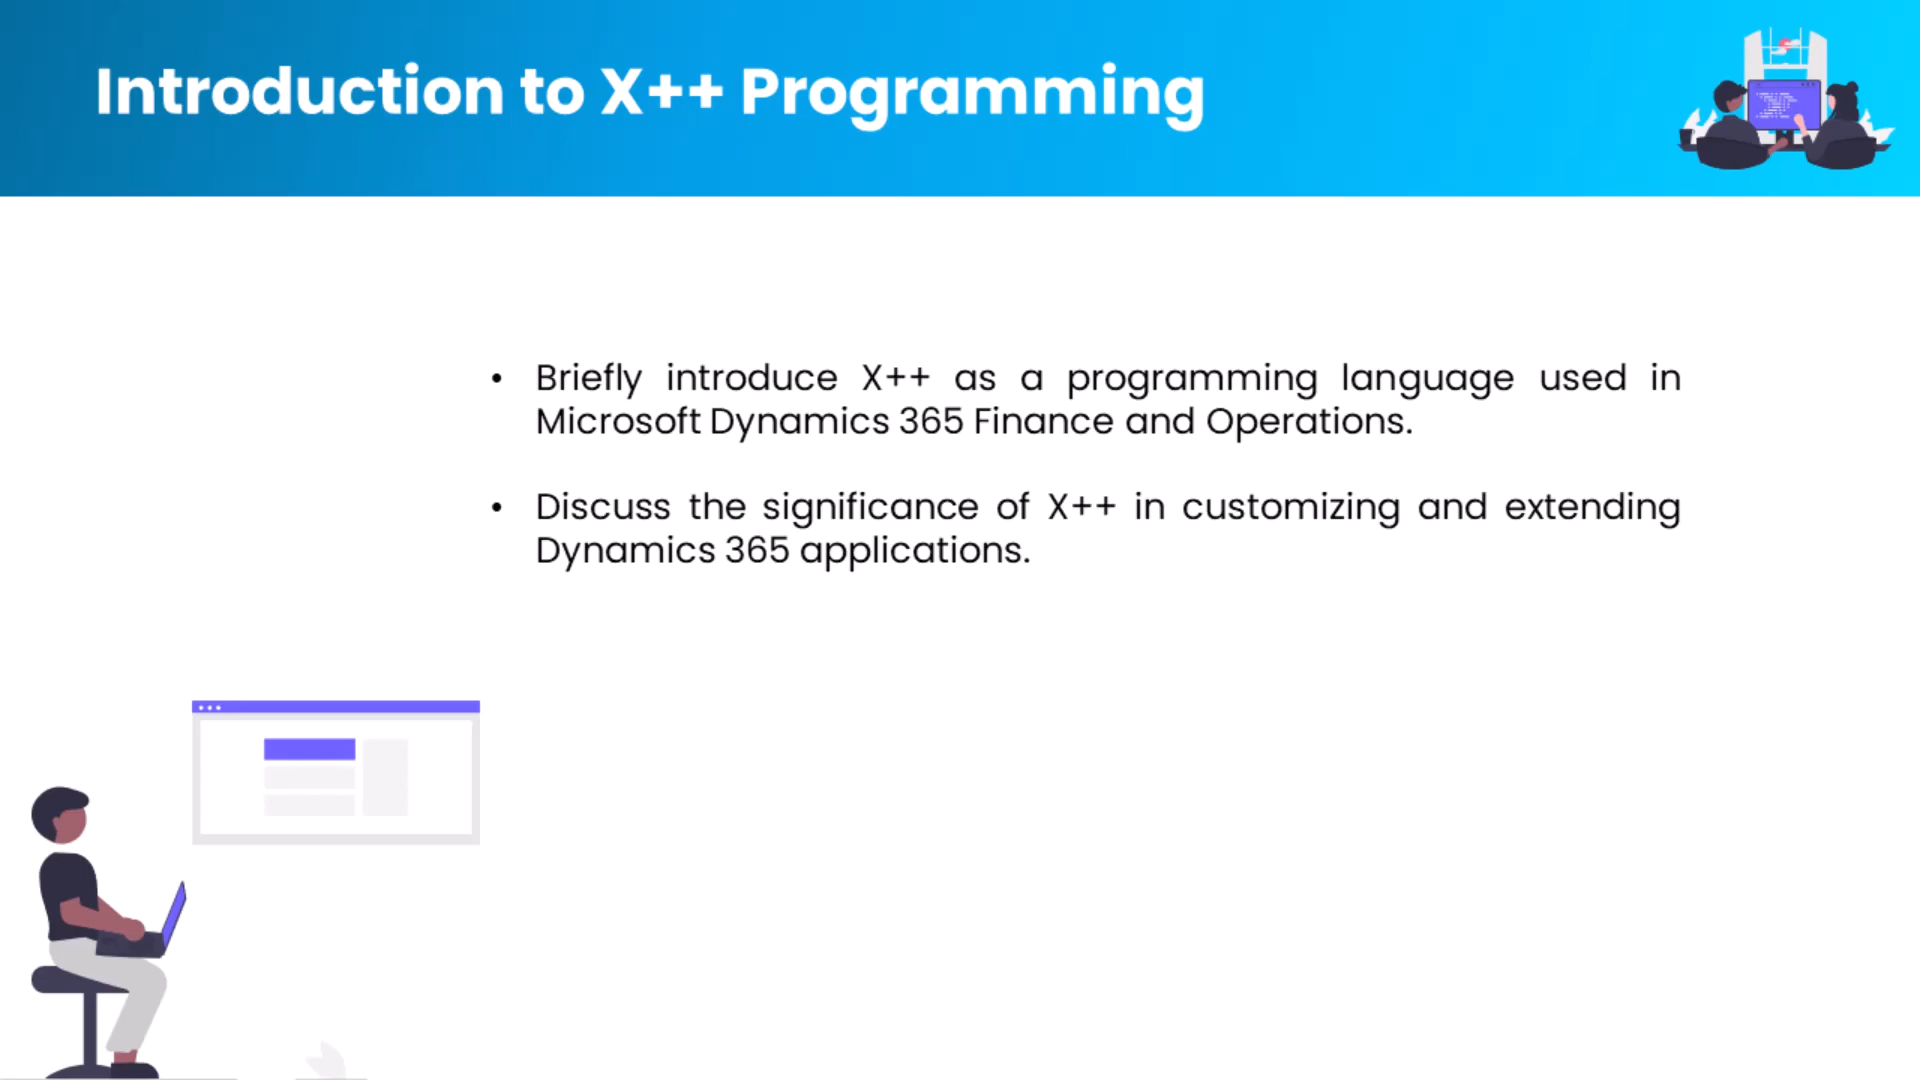 Introduction to X++ Programming
• Briefly introduce X++ as a programming language used in
Microsoft Dynamics 365 Finance and Operations.
• Discuss the significance of X++ in customizing and extending
Dynamics 365 applications.